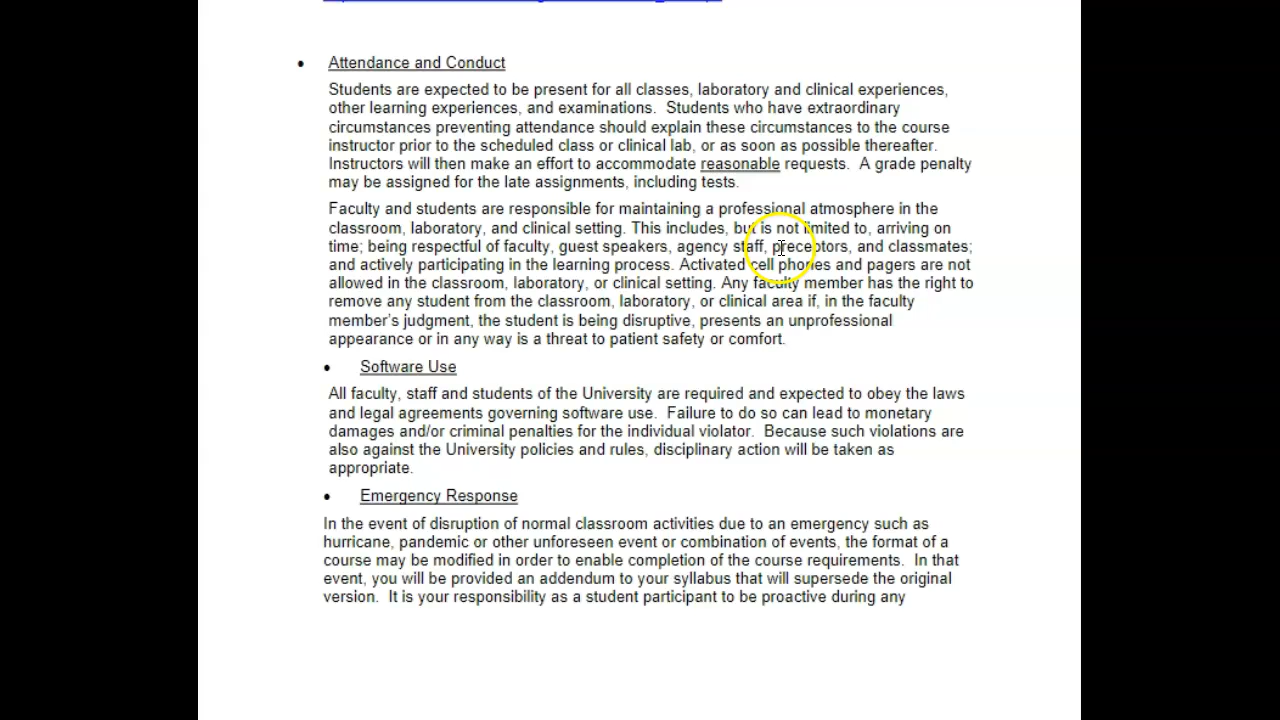 • Attendance and Conduct
Students are expected to be present for all classes, laboratory and clinical experiences,
other learning experiences, and examinations.  Students who have extraordinary
circumstances preventing attendance should explain these circumstances to the course
instructor prior to the scheduled class or clinical lab, or as soon as possible thereafter.
Instructors will then make an effort to accommodate reasonable requests.  A grade penalty
may be assigned for the late assignments, including tests.
Faculty and students are responsible for maintaining a professional atmosphere in the
classroom, laboratory, and clinical setting. This includes, but is not limited to, arriving on
time; being respectful of faculty, guest speakers, agency staff, preceptors, and classmates;
and actively participating in the learning process. Activated cell phones and pagers are not
allowed in the classroom, laboratory, or clinical setting. Any faculty member has the right to
remove any student from the classroom, laboratory, or clinical area if, in the faculty
member's judgment, the student is being disruptive, presents an unprofessional
appearance or in any way is a threat to patient safety or comfort.
• Software Use
All faculty, staff and students of the University are required and expected to obey the laws
and legal agreements governing software use.  Failure to do so can lead to monetary
damages and/or criminal penalties for the individual violator.  Because such violations are
also against the University policies and rules, disciplinary action will be taken as
appropriate.
• Emergency Response
In the event of disruption of normal classroom activities due to an emergency such as
hurricane, pandemic or other unforeseen event or combination of events, the format of a
course may be modified in order to enable completion of the course requirements.  In that
event, you will be provided an addendum to your syllabus that will supersede the original
version.  It is your responsibility as a student participant to be proactive during any